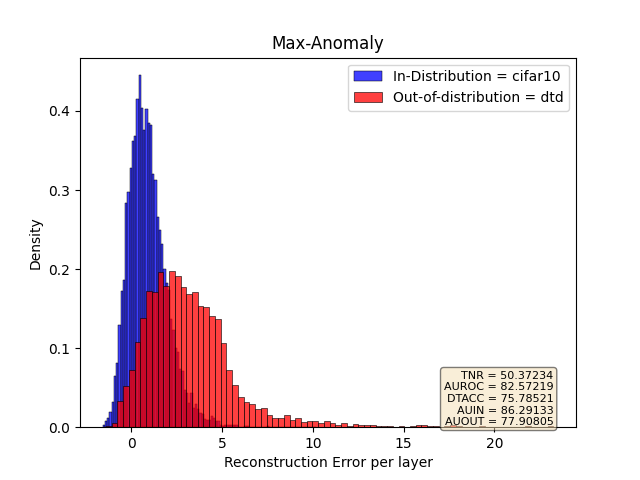 Max-Anomaly
In-Distribution = cifar10
Out-of-distribution = dtd
Density
0.4
0.3
0.2
0.1
0.0
TNR = 50.37234
AUROC = 82.57219
DTACC = 75.78521
AUIN = 86.29133
AUOUT = 77.90805
0 5 10 15 20
Reconstruction Error per layer